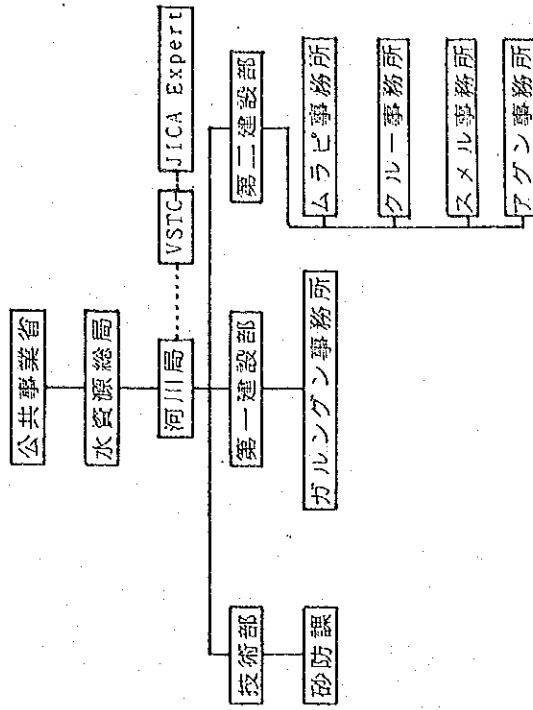 公共事業省
水資源総局
河川局
VSTC
JICA Expert
技術部
第一建設部
第二建設部
砂防課
ガルングン事務所
ムラピ事務所
クルー事務所
スメル事務所
アグン事務所